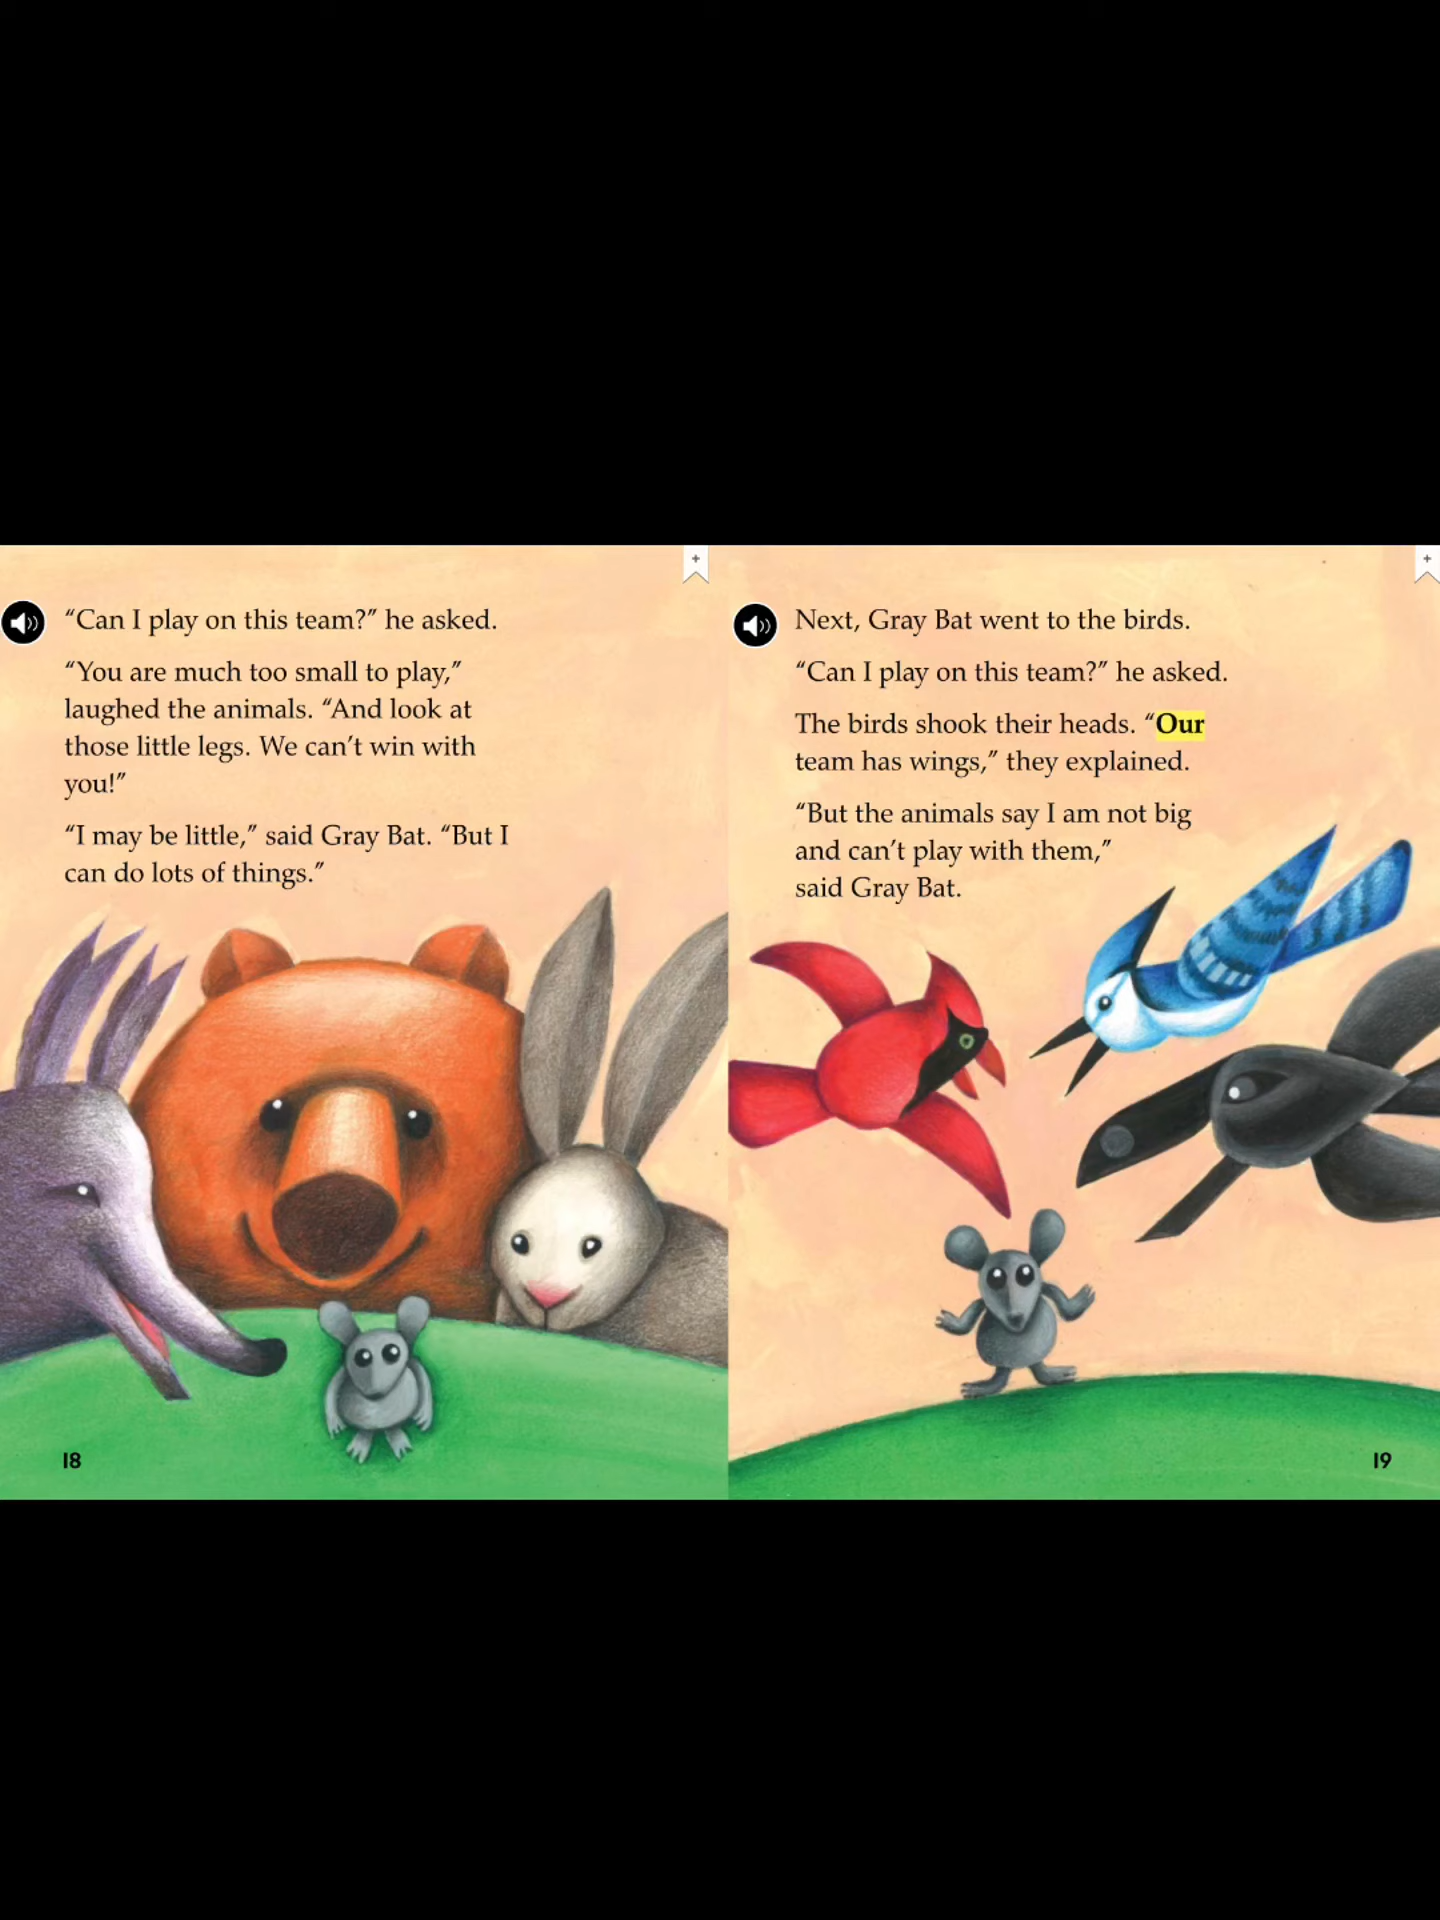 “Can I play on this team?” he asked.
“You are much too small to play,”
laughed the animals. “And look at
those little legs. We can’t win with
you!”
“I may be little,” said Gray Bat. “But I
can do lots of things.”
18
Next, Gray Bat went to the birds.
“Can I play on this team?” he asked.
The birds shook their heads. “Our
team has wings,” they explained.
“But the animals say I am not big
and can’t play with them,”
said Gray Bat.
19